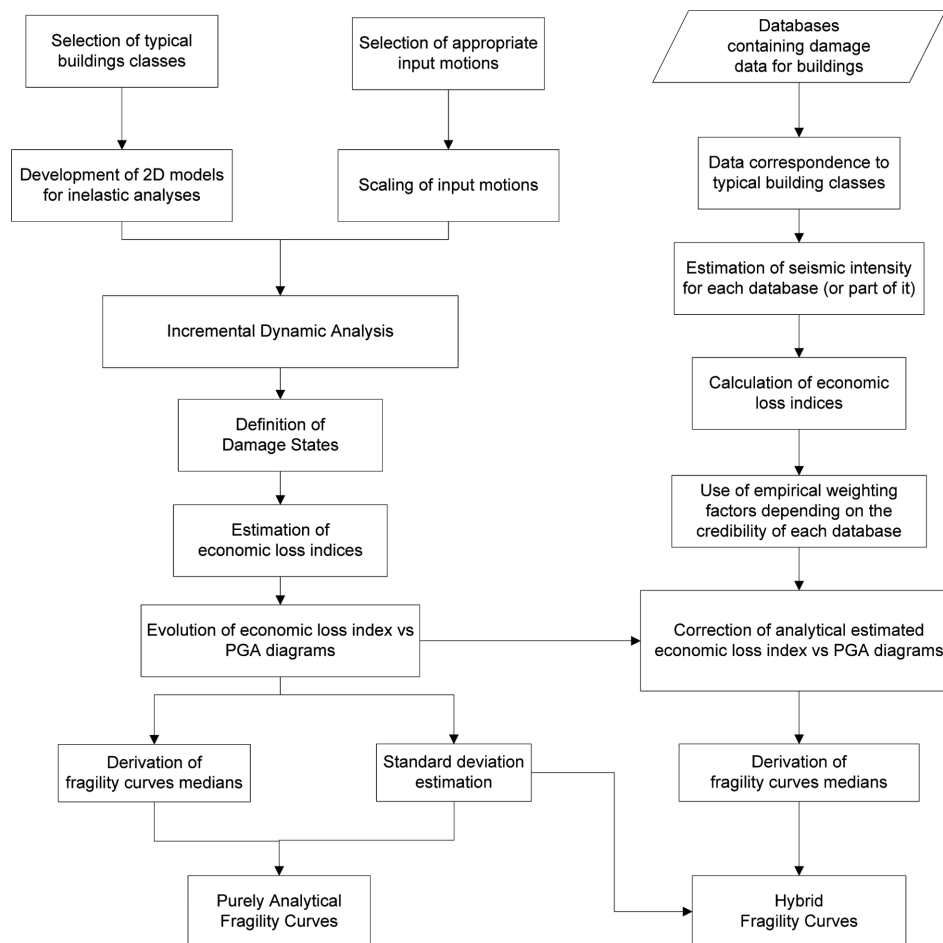 Selection of typical
buildings classes
Selection of appropriate
input motions
Databases
containing damage
data for buildings
Development of 2D models
for inelastic analyses
Scaling of input motions
Data correspondence to
typical building classes
Estimation of seismic intensity
for each database (or part of it)
Incremental Dynamic Analysis
Calculation of economic
loss indices
Definition of
Damage States
Use of empirical weighting
factors depending on the
credibility of each database
Estimation of
economic loss indices
Evolution of economic loss index vs
PGA diagrams
Correction of analytical estimated
economic loss index vs PGA diagrams
Derivation of
fragility curves medians
Standard deviation
estimation
Derivation of
fragility curves medians
Purely Analytical
Fragility Curves
Hybrid
Fragility Curves